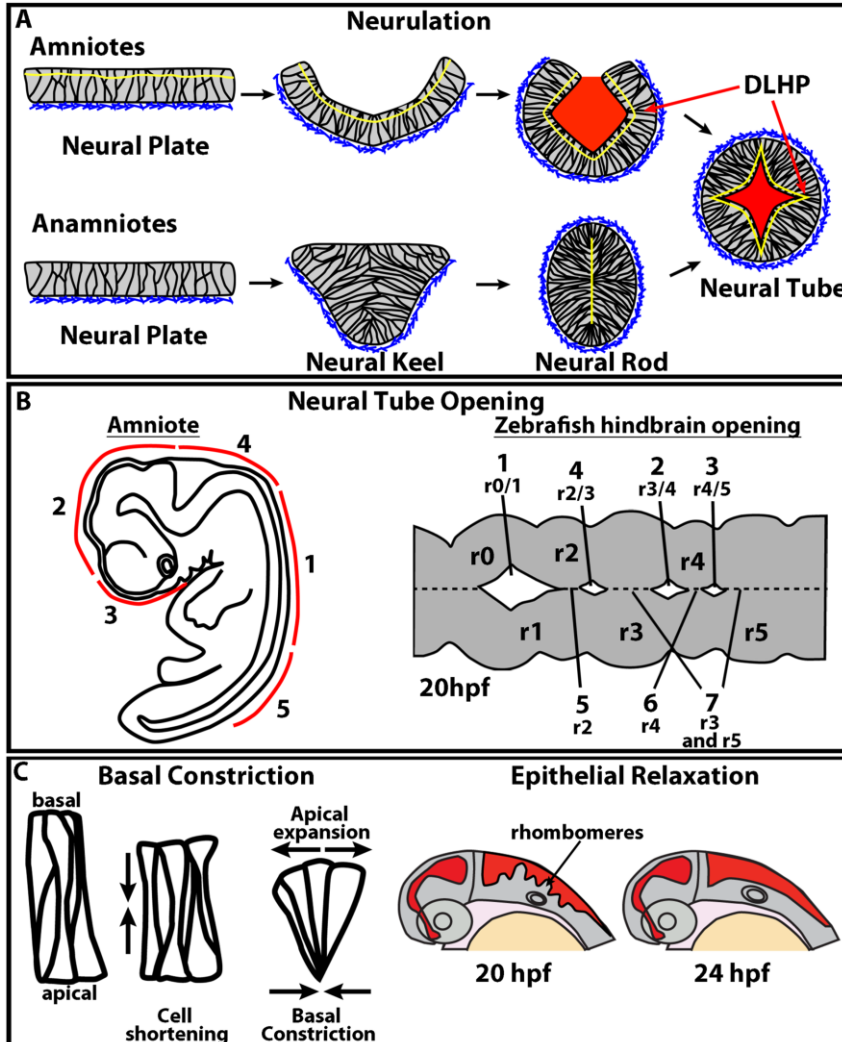 A
Neurulation
Amniotes
DLHP
Neural Plate
Anamniotes
Neural Tube
Neural Plate
Neural Keel
Neural Rod
B
Neural Tube Opening
Amniote
Zebrafish hindbrain opening
4
2
1
3
5
1
r0/1
4
r2/3
2
r3/4
3
r4/5
r0
r2
r4
r1
r3
r5
20hpf
5
r2
6
r4
7
r3
and r5
C
Basal Constriction
Epithelial Relaxation
basal
apical
Cell
shortening
Apical
expansion
Basal
Constriction
rhombomeres
20 hpf
24 hpf